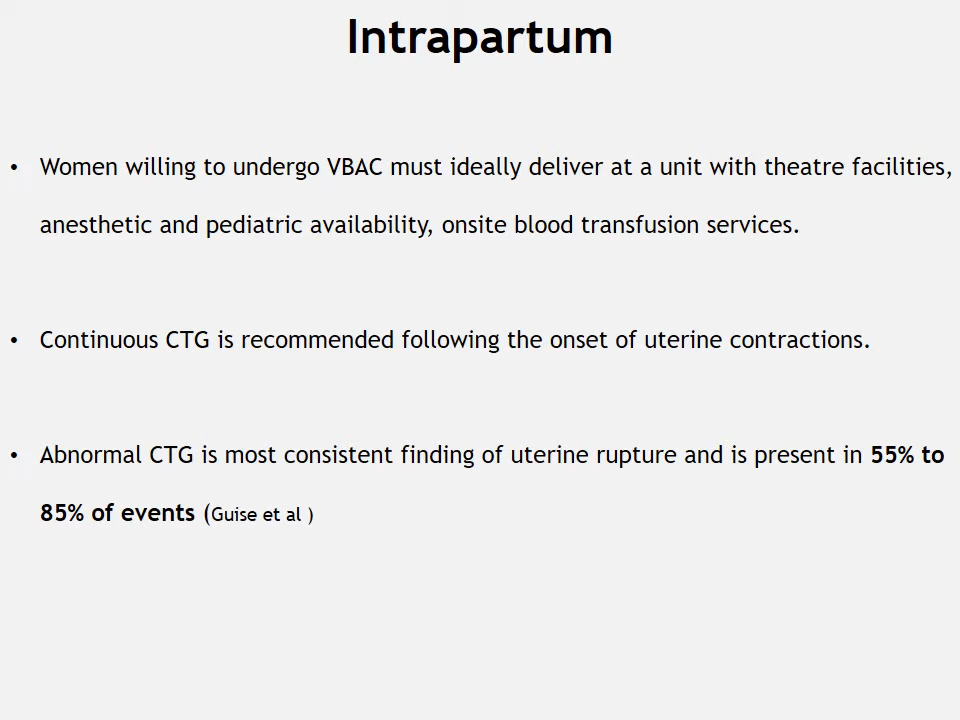 Intrapartum
• Women willing to undergo VBAC must ideally deliver at a unit with theatre facilities,
anesthetic and pediatric availability, onsite blood transfusion services.
• Continuous CTG is recommended following the onset of uterine contractions.
• Abnormal CTG is most consistent finding of uterine rupture and is present in 55% to
85% of events (Guise et al )